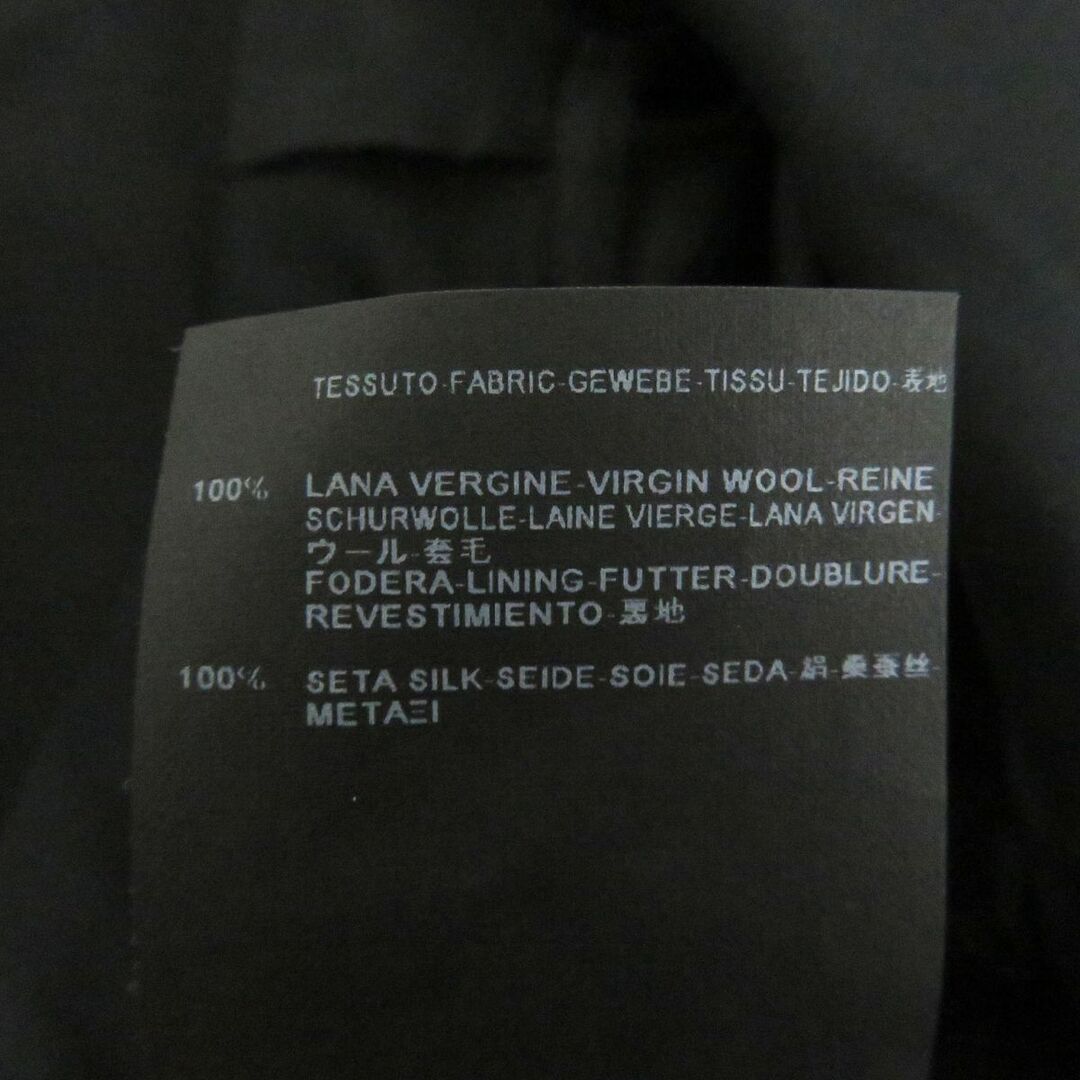 TESSUTO-FABRIC-GEWEBE-TISSU-TEJIDO-表地
100% LANA VERGINE-VIRGIN WOOL-REINE
SCHURWOLLE-LAINE VIERGE-LANA VIRGEN-
ウール-套毛
FODERA-LINING-FUTTER-DOUBLURE-
REVESTIMIENTO-裏地
100% SETA SILK-SEIDE-SOIE-SEDA-絹-桑蚕丝-
ΜΕΤΑΞΙ